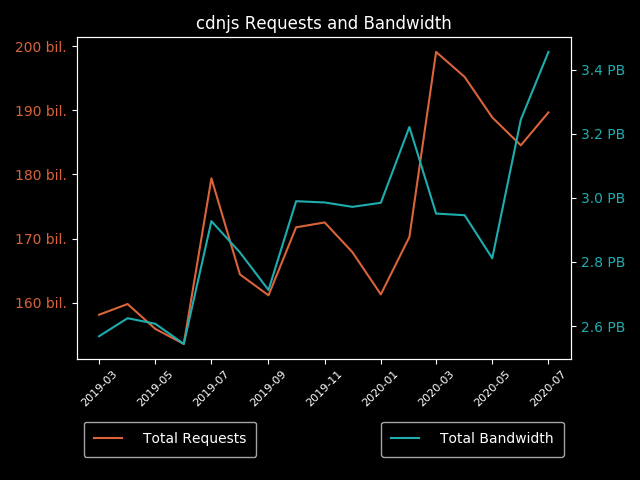 cdnjs Requests and Bandwidth
200 bil.
190 bil.
180 bil.
170 bil.
160 bil.
3.4 PB
3.2 PB
3.0 PB
2.8 PB
2.6 PB
2019-03
2019-05
2019-07
2019-09
2019-11
2020-01
2020-03
2020-05
2020-07
Total Requests
Total Bandwidth